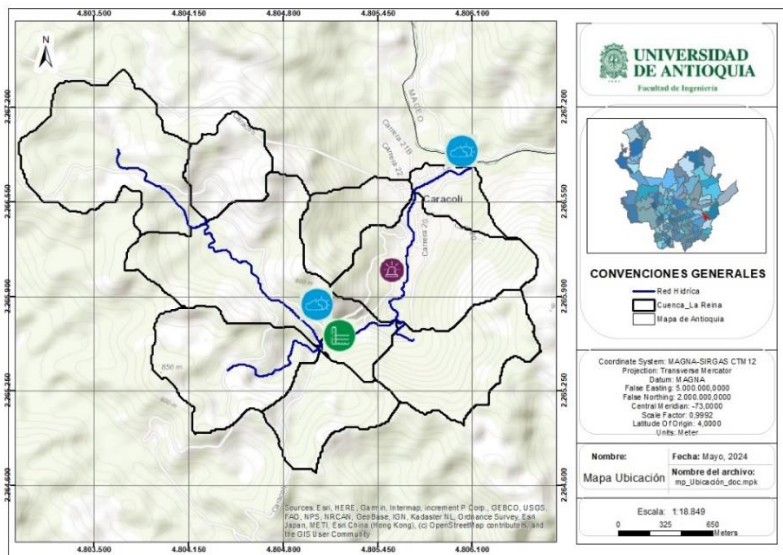 4.803.500 4.804.150 4.804.800 4.805.450 4.806.100
N
2.267.200
2.266.550
2.265.900
2.265.250
2.264.600
MACEO
Carrera 21B
Carrera 22
Caracolí
Carrera 20
856 m
Sources: Esri, HERE, Garmin, Intermap, increment P Corp., GEBCO, USGS,
FAO, NPS, NRCAN, GeoBase, IGN, Kadaster NL, Ordnance Survey, Esri
Japan, METI, Esri China (Hong Kong), (c) OpenStreetMap contributors, and
the GIS User Community
4.803.500 4.804.150 4.804.800 4.805.450 4.806.100
2.267.200
2.266.550
2.265.900
2.265.250
2.264.600
UNIVERSIDAD
DE ANTIOQUIA
Facultad de Ingeniería
CONVENCIONES GENERALES
Red Hídrica
Cuenca_La Reina
Mapa de Antioquia
Coordinate System: MAGNA-SIRGAS CTM12
Projection: Transverse Mercator
Datum: MAGNA
False Easting: 5.000.000,0000
False Northing: 2.000.000,0000
Central Meridian: -73,0000
Scale Factor: 0,9992
Latitude Of Origin: 4,0000
Units: Meter
Nombre:
Mapa Ubicación
Fecha: Mayo, 2024
Nombre del archivo:
mp_Ubicación_doc.mpk
Escala: 1:18.849
0 325 650
Meters